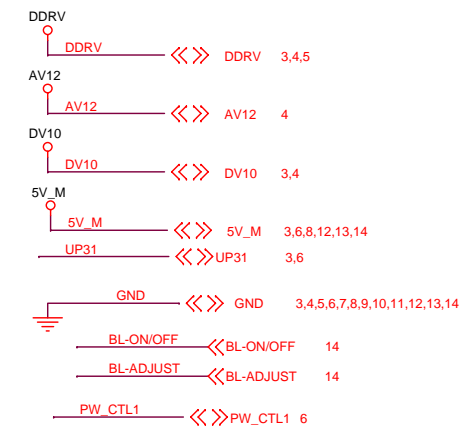 DDRV
DDRV DDRV 3,4,5
AV12
AV12 AV12 4
DV10
DV10 DV10 3,4
5V_M
5V_M 5V_M 3,6,8,12,13,14
UP31 UP31 3,6
GND GND 3,4,5,6,7,8,9,10,11,12,13,14
BL-ON/OFF BL-ON/OFF 14
BL-ADJUST BL-ADJUST 14
PW_CTL1 PW_CTL1 6